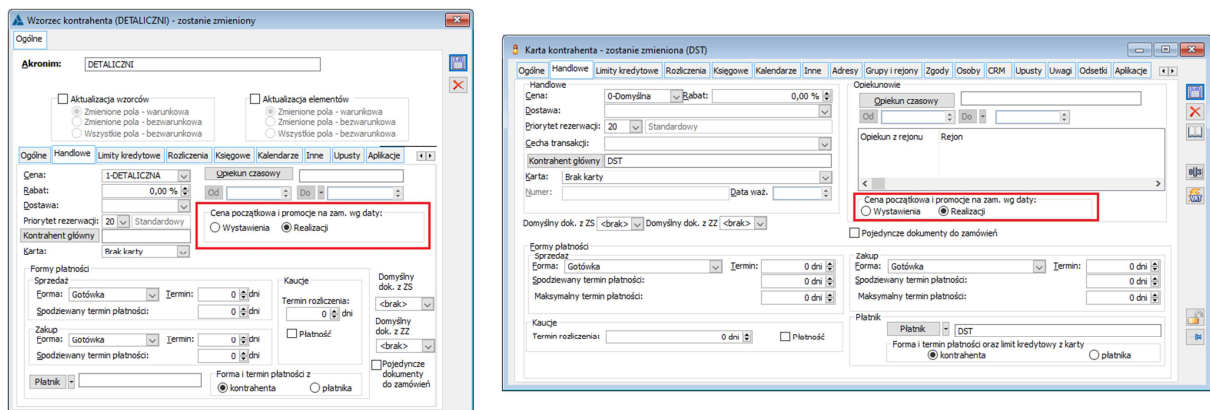 Wzorzec kontrahenta (DETALICZNI) - zostanie zmieniony
Ogólne
Akronim: DETALICZNI
Aktualizacja wzorców Aktualizacja elementów
Zmienione pola - warunkowa Zmienione pola - warunkowa
Zmienione pola - bezwarunkowa Zmienione pola - bezwarunkowa
Wszystkie pola - bezwarunkowa Wszystkie pola - bezwarunkowa
Ogólne Handlowe Limity kredytowe Rozliczenia Księgowe Kalendarze Inne Upusty Aplikacje
Cena: 1-DETALICZNA Opiekun czasowy
Rabat: 0,00 % Od Do
Dostawa:
Cena początkowa i promocje na zam. wg daty:
Priorytet rezerwacji: 20 Standardowy
Wystawienia Realizacji
Kontrahent główny
Karta: Brak karty
Formy płatności
Sprzedaż Kaucje Domyślny
dok. z ZS
Forma: Gotówka Termin: 0 dni Termin rozliczenia: <brak>
Spodziewany termin płatności: 0 dni 0 dni
Domyślny
dok. z ZZ
Zakup Płatność
Forma: Gotówka Termin: 0 dni <brak>
Spodziewany termin płatności: 0 dni
Pojedyncze
dokumenty
do zamówień
Płatnik Forma i termin płatności z
kontrahenta płatnika
Karta kontrahenta - zostanie zmieniona (DST)
Ogólne Handlowe Limity kredytowe Rozliczenia Księgowe Kalendarze Inne Adresy Grupy i rejony Zgody Osoby CRM Upusty Uwagi Odsetki Aplikacje
Handlowe Opiekunowie
Cena: 0-Domyślna Rabat: 0,00 % Opiekun czasowy
Dostawa: Od Do
Priorytet rezerwacji: 20 Standardowy
Opiekun z rejonu Rejon
Cecha transakcji:
Kontrahent główny DST
Karta: Brak karty
Numer: Data waż.
Cena początkowa i promocje na zam. wg daty:
Wystawienia Realizacji
Domyślny dok. z ZS <brak> Domyślny dok. z ZZ <brak>
Pojedyncze dokumenty do zamówień
Formy płatności
Sprzedaż Zakup
Forma: Gotówka Termin: 0 dni Forma: Gotówka Termin: 0 dni
Spodziewany termin płatności: 0 dni Spodziewany termin płatności: 0 dni
Maksymalny termin płatności: 0 dni Maksymalny termin płatności: 0 dni
Kaucje Płatnik
Termin rozliczenia: 0 dni Płatność Płatnik DST
Forma i termin płatności oraz limit kredytowy z karty
kontrahenta płatnika